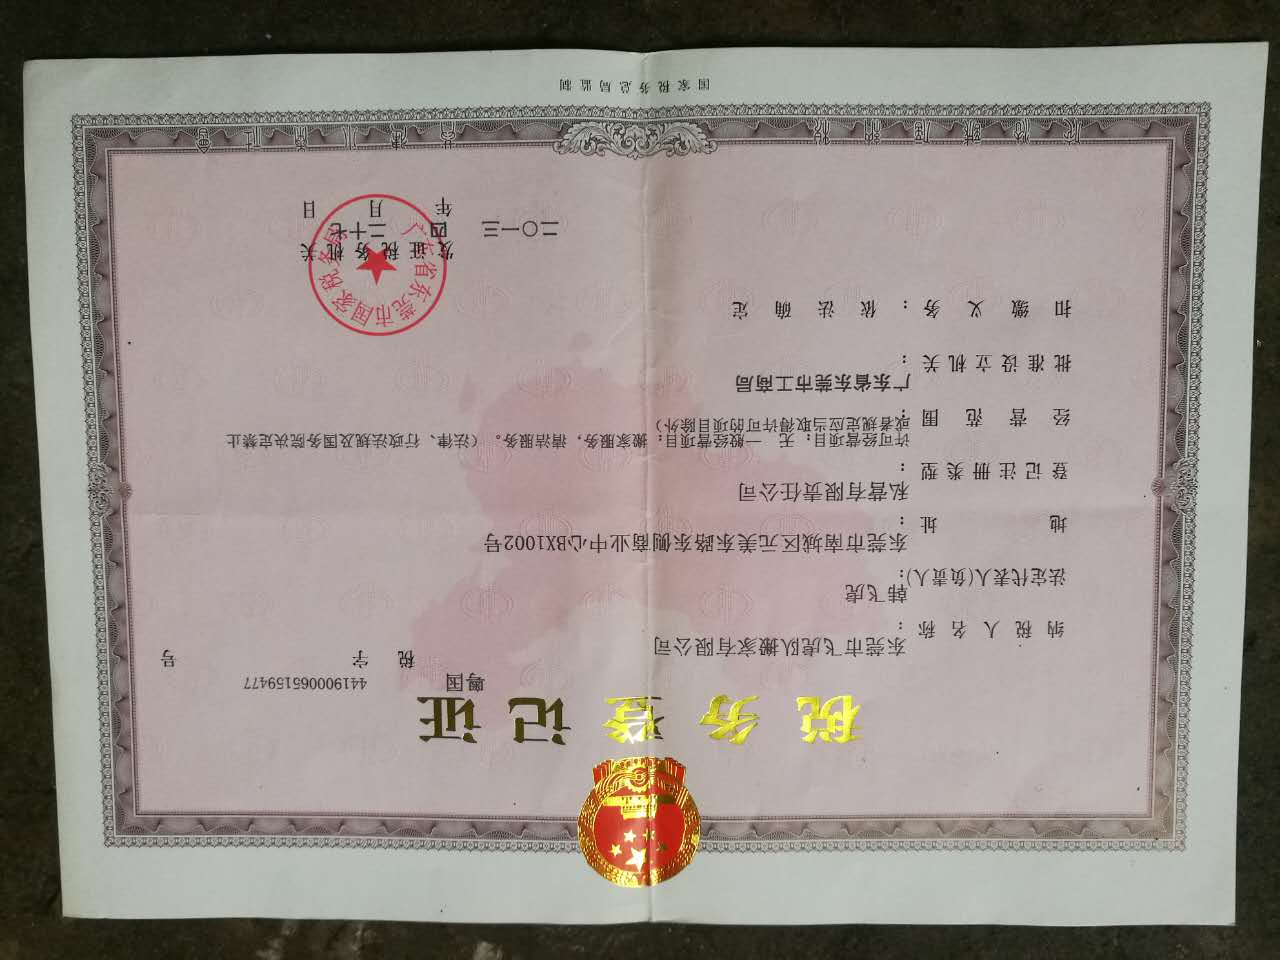 税务登记证
粤国税字 441900065159477 号
纳税人名称：东莞市飞虎队搬家有限公司
法定代表人(负责人)：韩飞虎
地址：东莞市南城区元美东路东侧商业中心BX1002号
登记注册类型：私营有限责任公司
经营范围：许可经营项目：无 一般经营项目：搬家服务，清洁服务。（法律、行政法规及国务院决定禁止
或者规定应当取得许可的项目除外）
批准设立机关：广东省东莞市工商局
扣缴义务：依法确定
发证税务机关
二〇一三年四月二十七日
广东省东莞市国家税务局
国家税务总局监制